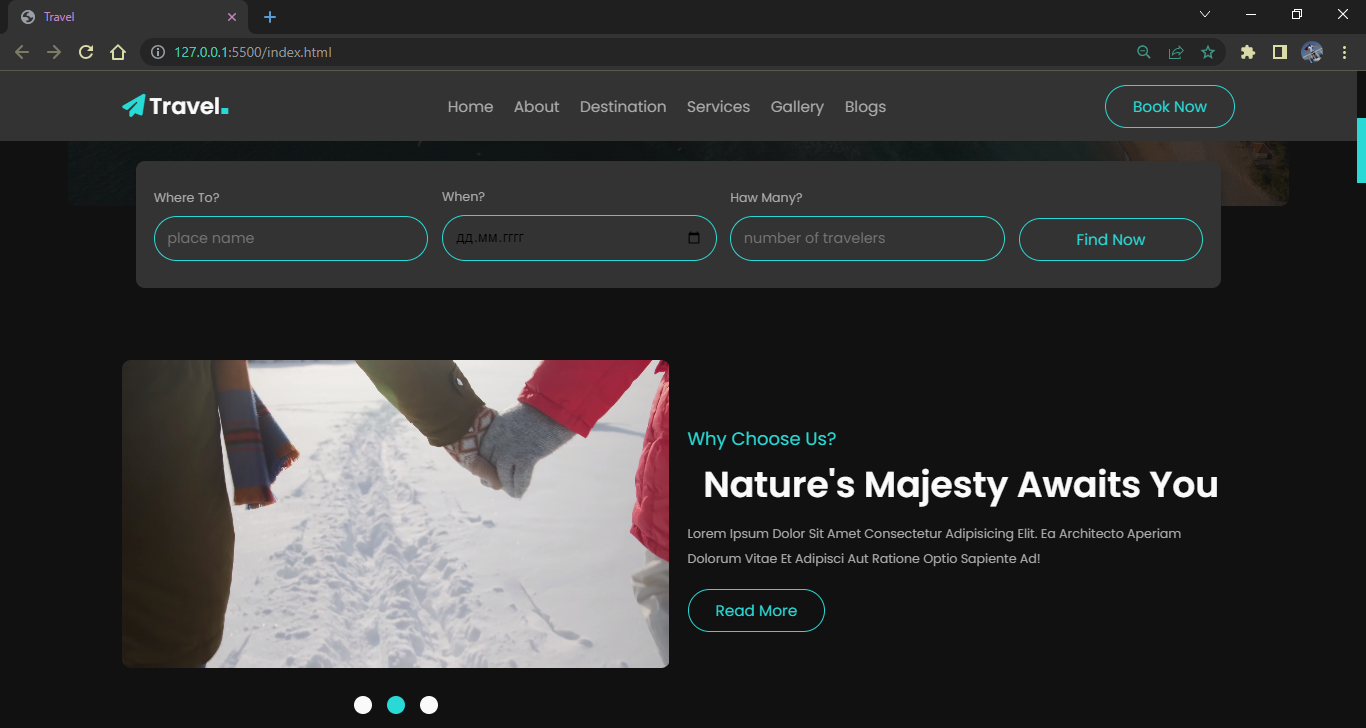 Travel
127.0.0.1:5500/index.html
Travel.
Home About Destination Services Gallery Blogs
Book Now
Where To? When? Haw Many?
place name ДД.ММ.ГГГГ number of travelers Find Now
Why Choose Us?
Nature's Majesty Awaits You
Lorem Ipsum Dolor Sit Amet Consectetur Adipisicing Elit. Ea Architecto Aperiam
Dolorum Vitae Et Adipisci Aut Ratione Optio Sapiente Ad!
Read More